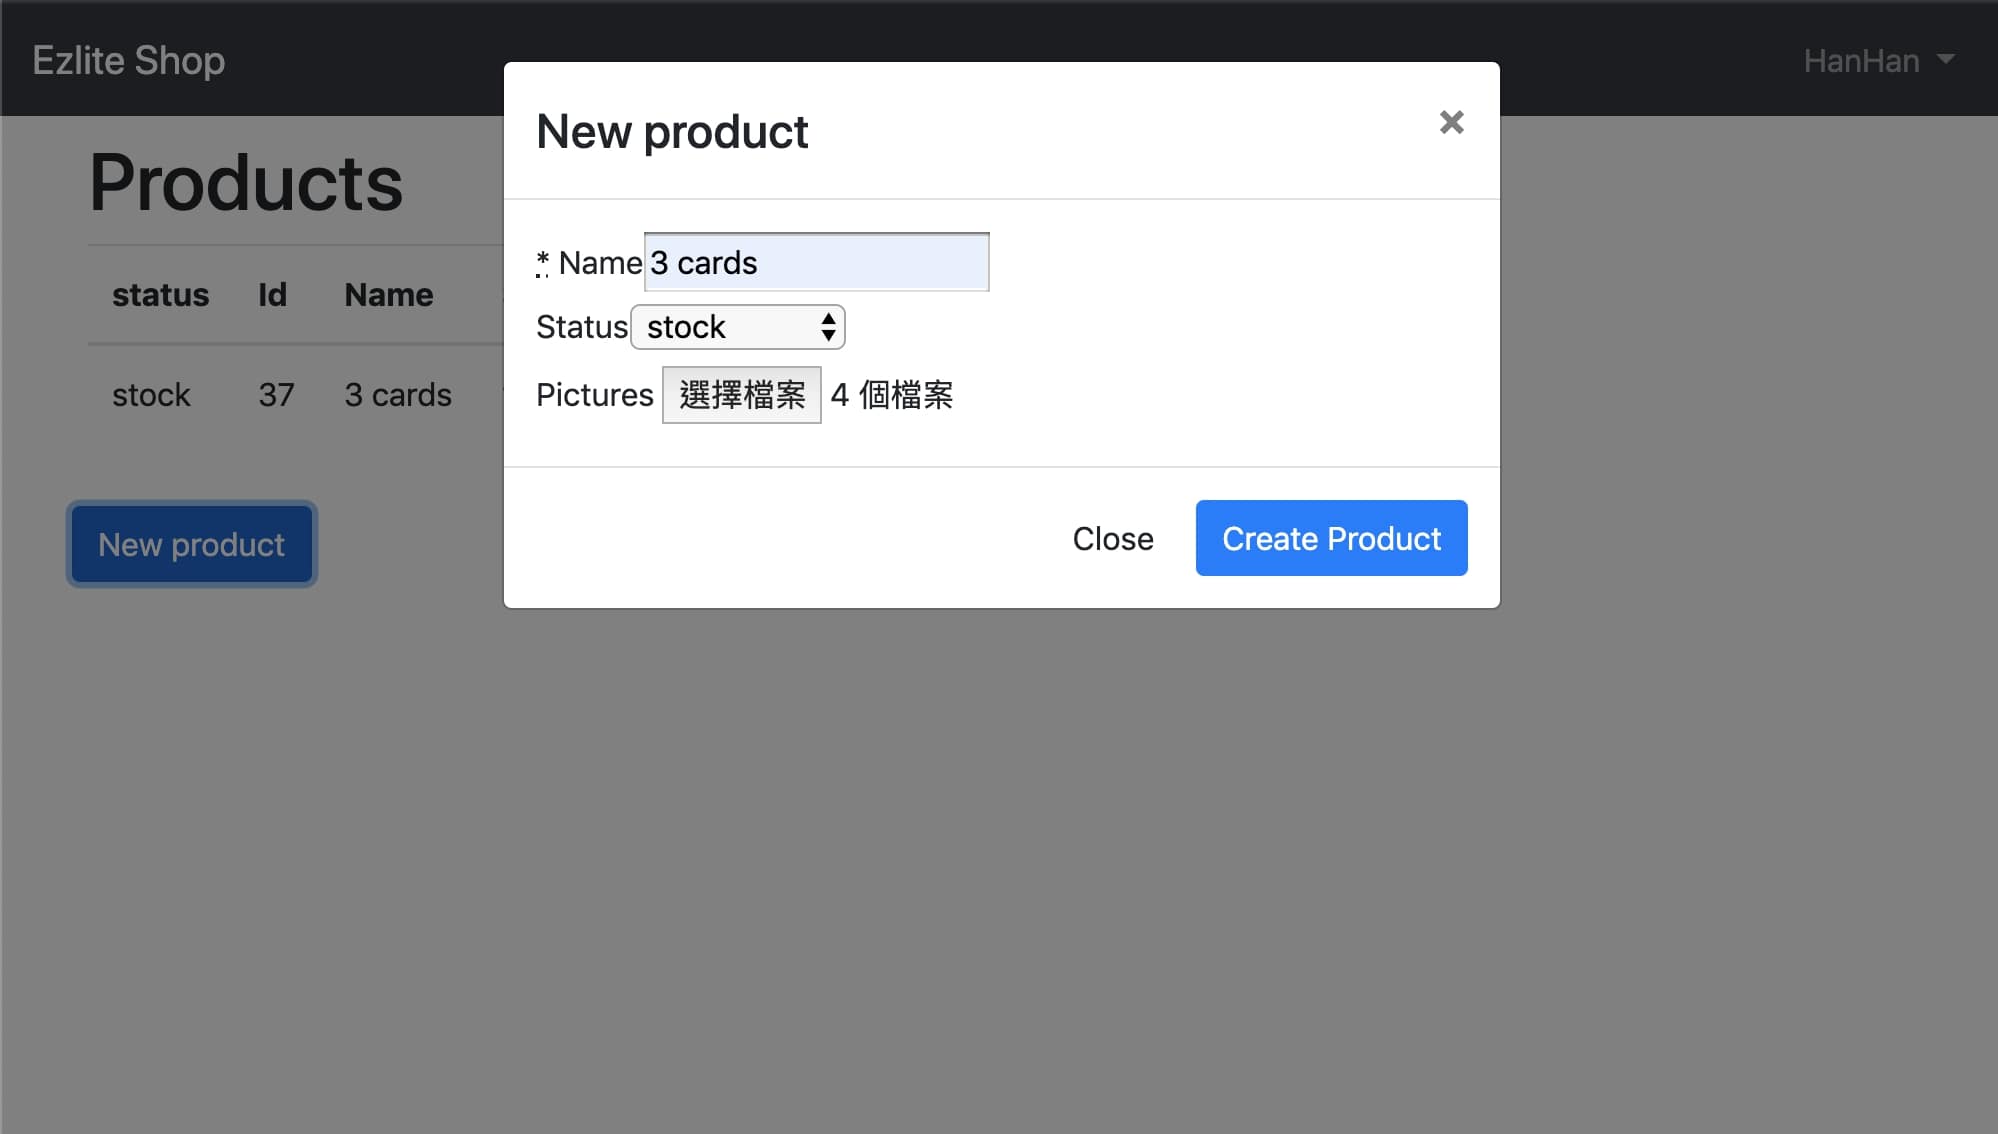 Ezlite Shop
HanHan
Products
status Id Name
stock 37 3 cards
New product
New product
×
* Name 3 cards
Status stock
Pictures 選擇檔案 4 個檔案
Close Create Product